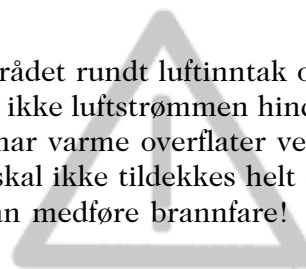 rådet rundt luftinntak o
ikke luftstrømmen hind
har varme overflater ve
skal ikke tildekkes helt
an medføre brannfare!